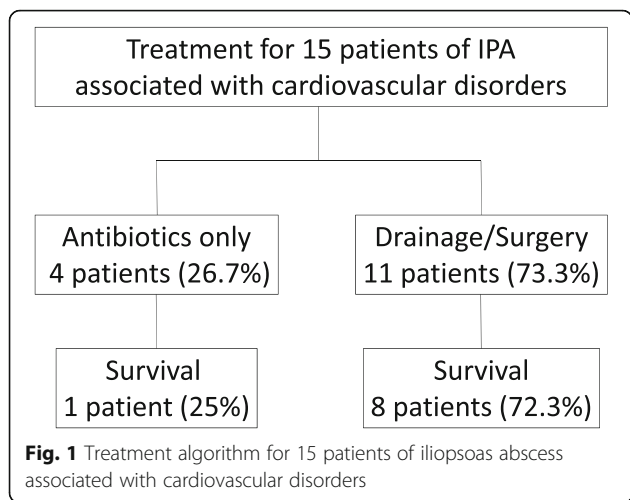 Treatment for 15 patients of IPA
associated with cardiovascular disorders
Antibiotics only
4 patients (26.7%)
Drainage/Surgery
11 patients (73.3%)
Survival
1 patient (25%)
Survival
8 patients (72.3%)
Fig. 1 Treatment algorithm for 15 patients of iliopsoas abscess
associated with cardiovascular disorders